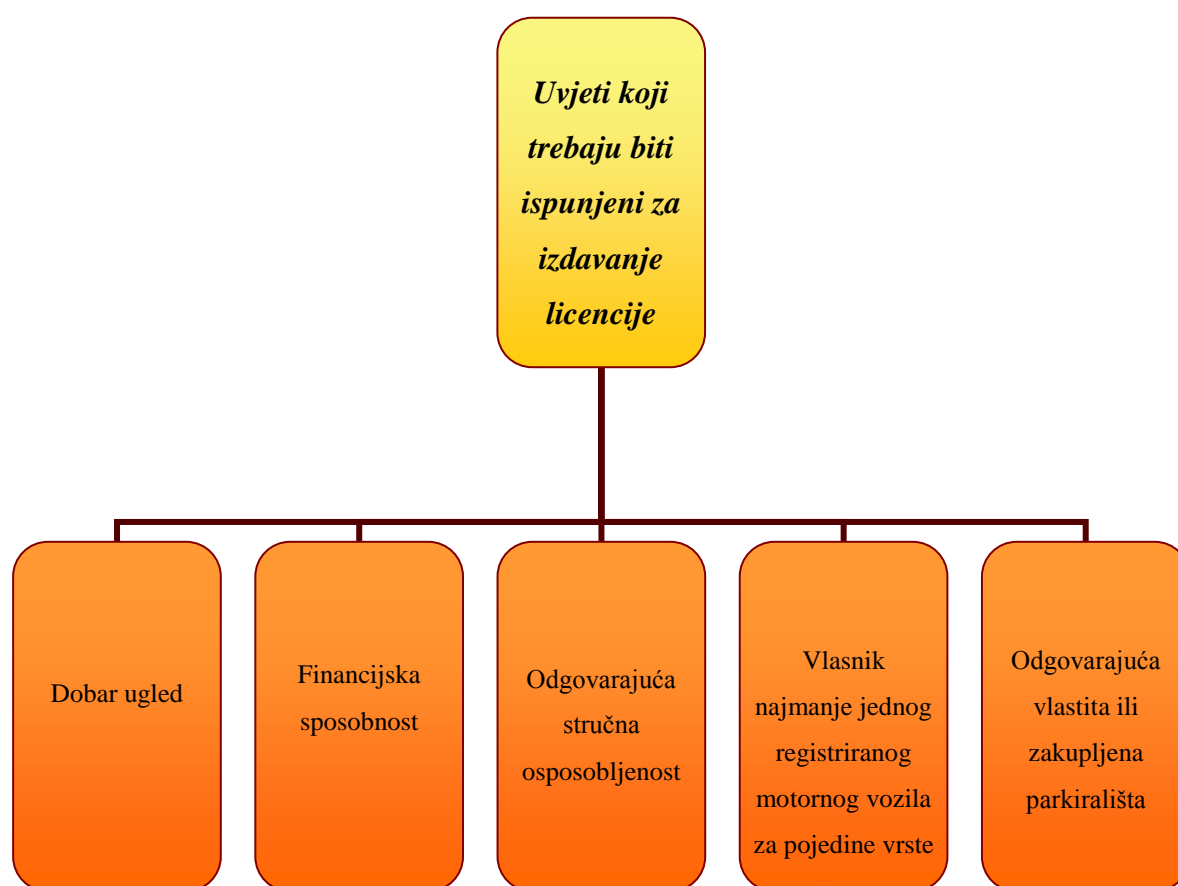 Uvjeti koji
trebaju biti
ispunjeni za
izdavanje
licencije
Dobar ugled
Financijska
sposobnost
Odgovarajuća
stručna
osposobljenost
Vlasnik
najmanje jednog
registriranog
motornog vozila
za pojedine vrste
Odgovarajuća
vlastita ili
zakupljena
parkirališta